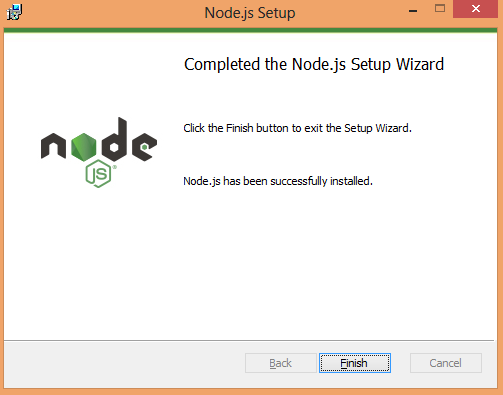 Node.js Setup
Completed the Node.js Setup Wizard
node
JS
Click the Finish button to exit the Setup Wizard.
Node.js has been successfully installed.
Back
Finish
Cancel